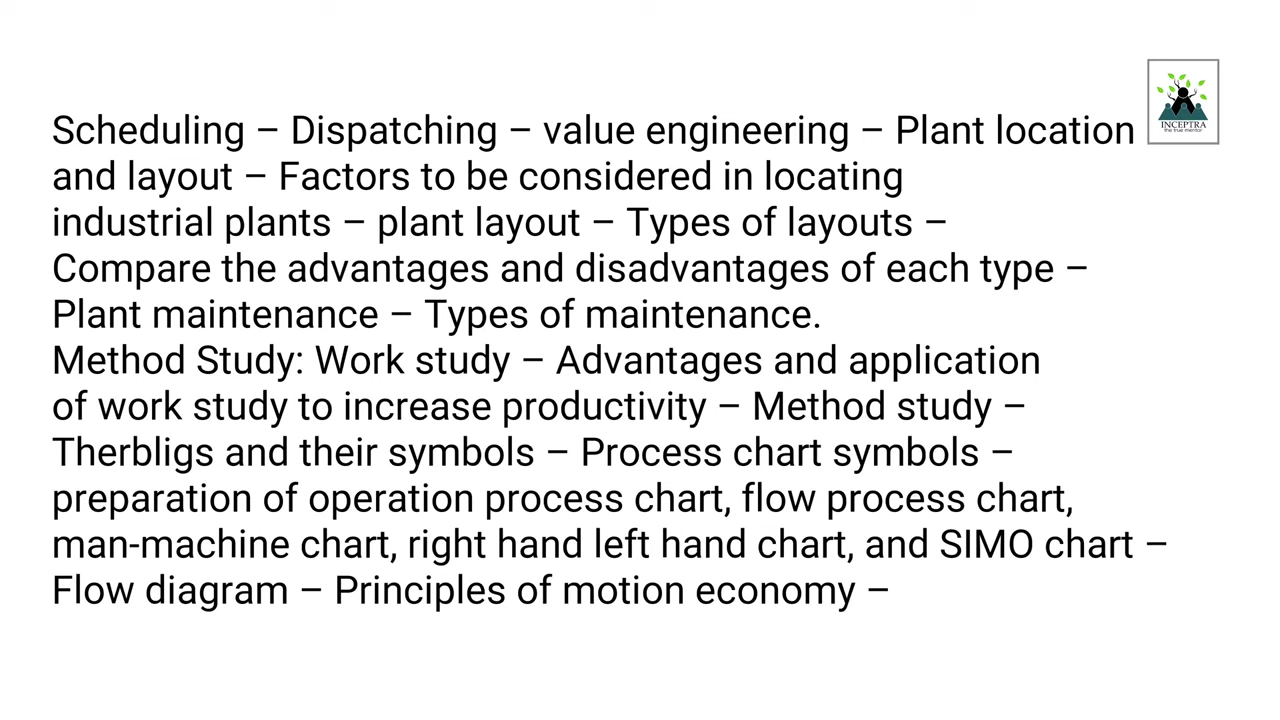 Scheduling – Dispatching – value engineering – Plant location
and layout – Factors to be considered in locating
industrial plants – plant layout – Types of layouts –
Compare the advantages and disadvantages of each type –
Plant maintenance – Types of maintenance.
Method Study: Work study – Advantages and application
of work study to increase productivity – Method study –
Therbligs and their symbols – Process chart symbols –
preparation of operation process chart, flow process chart,
man-machine chart, right hand left hand chart, and SIMO chart –
Flow diagram – Principles of motion economy –
INCEPTRA
the true mentor